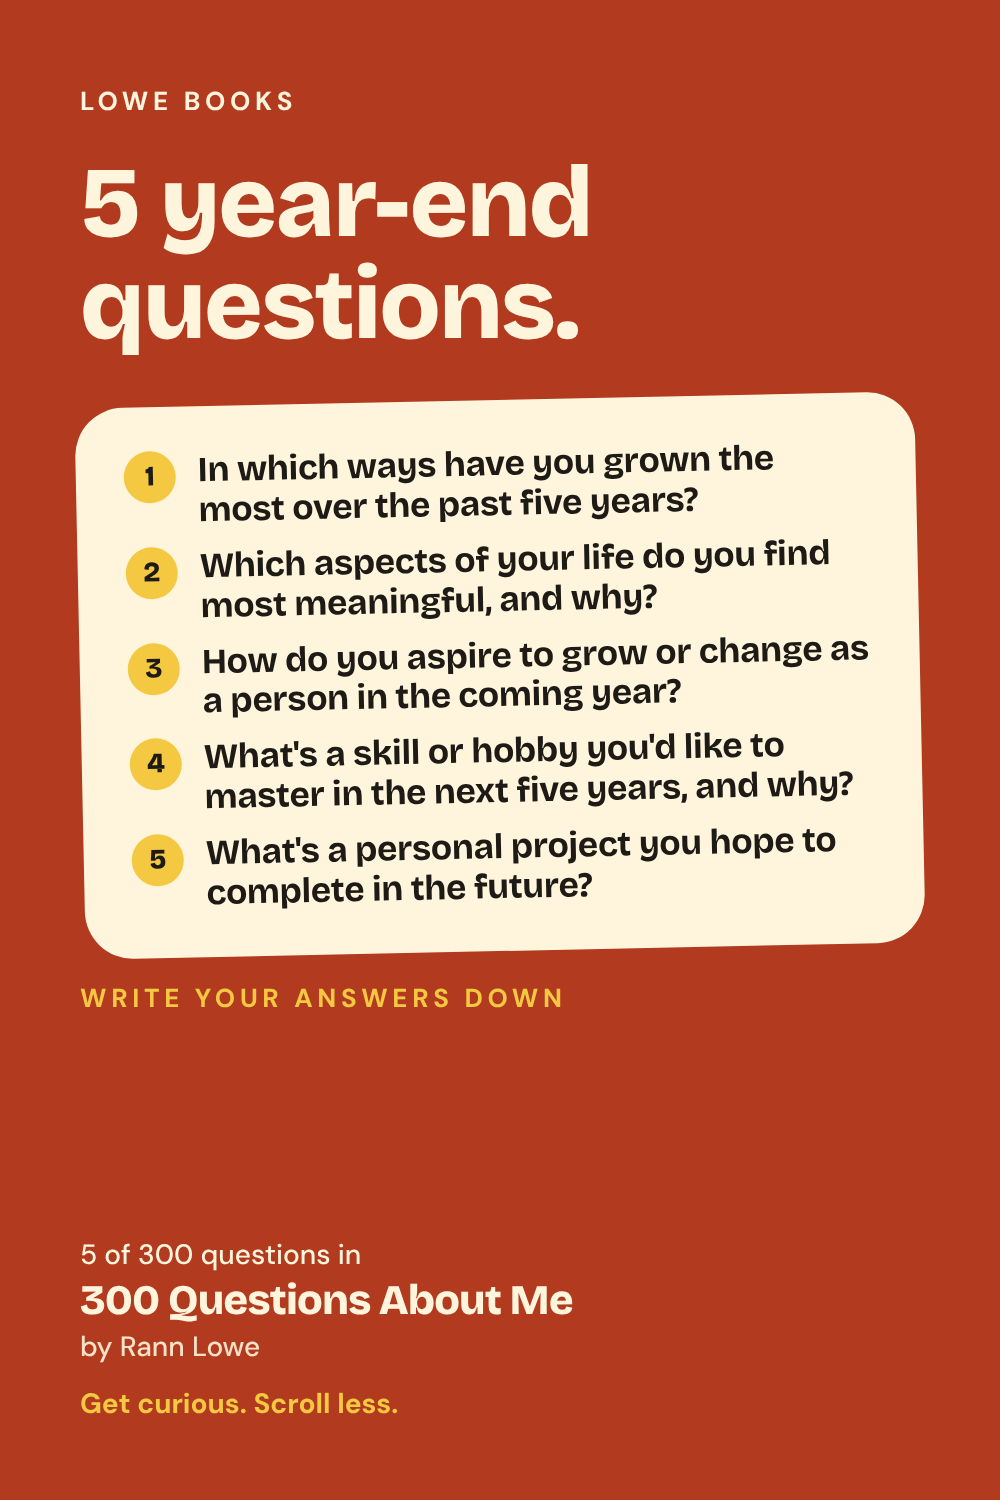 LOWE BOOKS
5 year-end
questions.
1 In which ways have you grown the
most over the past five years?
2 Which aspects of your life do you find
most meaningful, and why?
3 How do you aspire to grow or change as
a person in the coming year?
4 What's a skill or hobby you'd like to
master in the next five years, and why?
5 What's a personal project you hope to
complete in the future?
WRITE YOUR ANSWERS DOWN
5 of 300 questions in
300 Questions About Me
by Rann Lowe
Get curious. Scroll less.